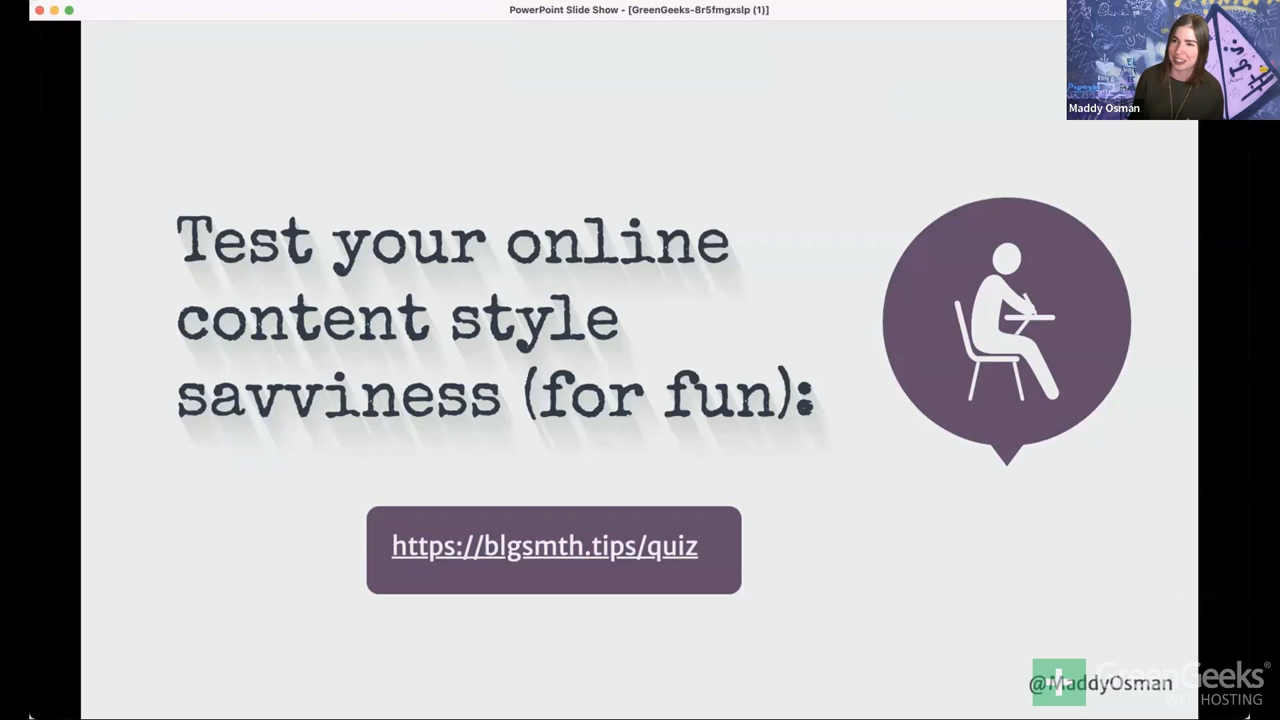 PowerPoint Slide Show - [GreenGeeks-8r5fmgxslp (1)]
Maddy Osman
Test your online
content style
savviness (for fun):
https://blgsmth.tips/quiz
@MaddyOsman
GreenGeeks®
WEB HOSTING